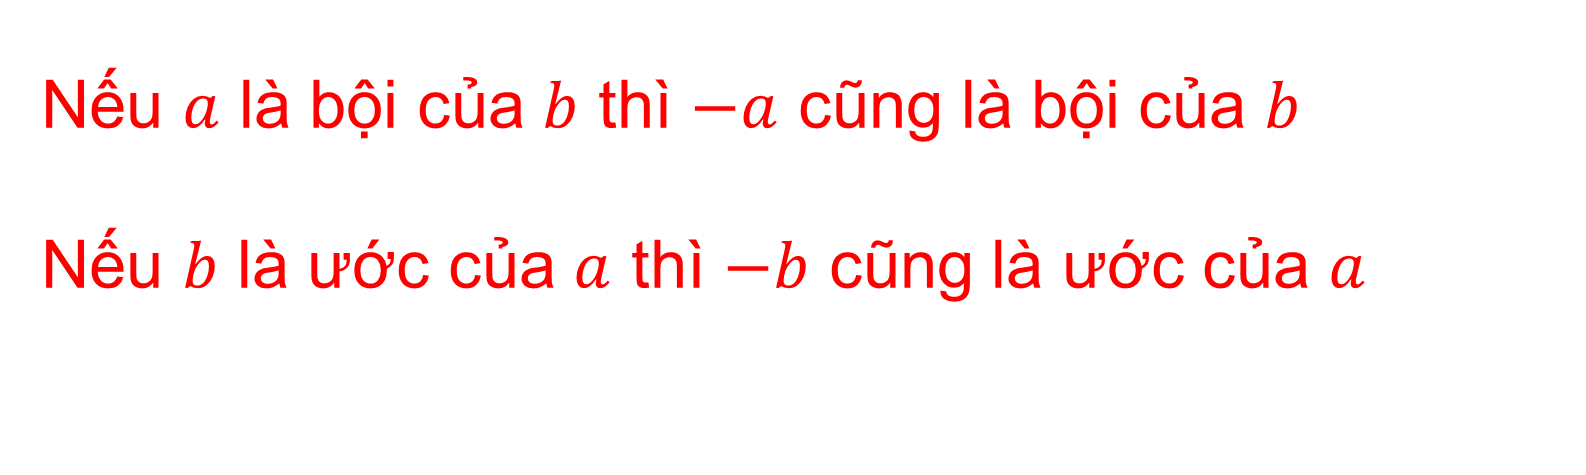 Nếu 𝑎 là bội của 𝑏 thì −𝑎 cũng là bội của 𝑏
Nếu 𝑏 là ước của 𝑎 thì −𝑏 cũng là ước của 𝑎